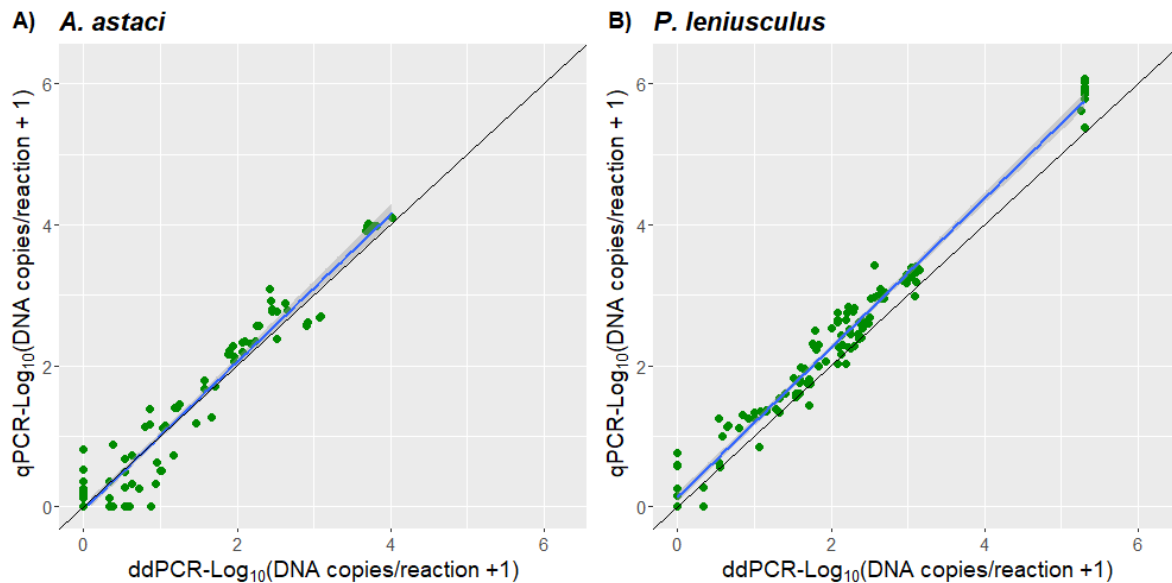 A) A. astaci
B) P. leniusculus
qPCR-Log10(DNA copies/reaction + 1)
6
4
2
0
0 2 4 6
ddPCR-Log10(DNA copies/reaction +1)
qPCR-Log10(DNA copies/reaction + 1)
6
4
2
0
0 2 4 6
ddPCR-Log10(DNA copies/reaction +1)